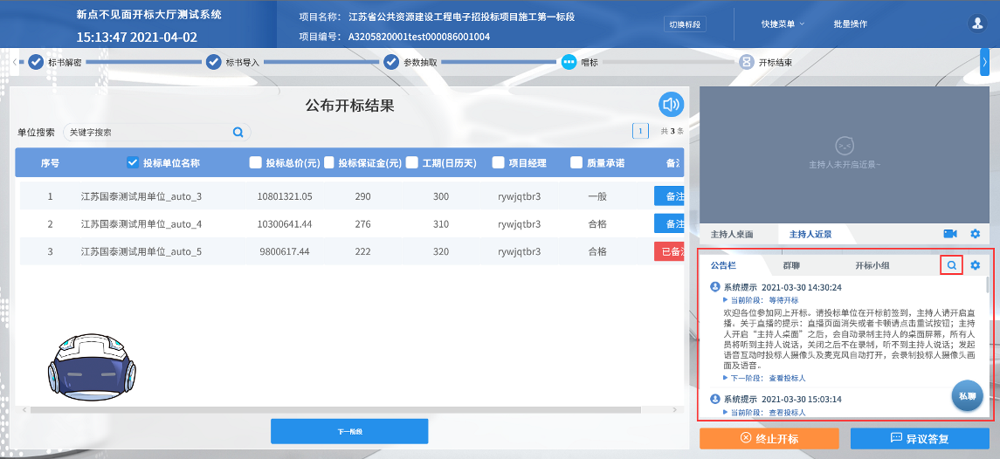 新点不见面开标大厅测试系统
15:13:47 2021-04-02
项目名称： 江苏省公共资源建设工程电子招投标项目施工第一标段
项目编号： A3205820001test000086001004
切换标段
快捷菜单
批量操作
标书解密
标书导入
参数抽取
唱标
开标结束
公布开标结果
单位搜索
关键字搜索
1
共 3 条
序号 投标单位名称 投标总价(元) 投标保证金(元) 工期(日历天) 项目经理 质量承诺 备注
1 江苏国泰测试用单位_auto_3 10801321.05 290 300 rywjqtbr3 一般 备注
2 江苏国泰测试用单位_auto_4 10300641.44 276 310 rywjqtbr3 合格 备注
3 江苏国泰测试用单位_auto_5 9800617.44 222 320 rywjqtbr3 合格 已备注
下一阶段
主持人未开启近景~
主持人桌面
主持人近景
公告栏
群聊
开标小组
系统提示 2021-03-30 14:30:24
当前阶段： 等待开标
欢迎各位参加网上开标。请投标单位在开标前签到，主持人请开启直
播。关于直播的提示：直播页面消失或者卡顿请点击重试按钮；主持
人开启“主持人桌面”之后，会自动录制主持人的桌面屏幕，所有人
员将听到主持人说话，关闭之后不在录制，听不到主持人说话；发起
语音互动时投标人摄像头及麦克风自动打开，会录制投标人摄像头画
面及语音。
下一阶段： 查看投标人
系统提示 2021-03-30 15:03:14
当前阶段： 查看投标人
私聊
终止开标
异议答复